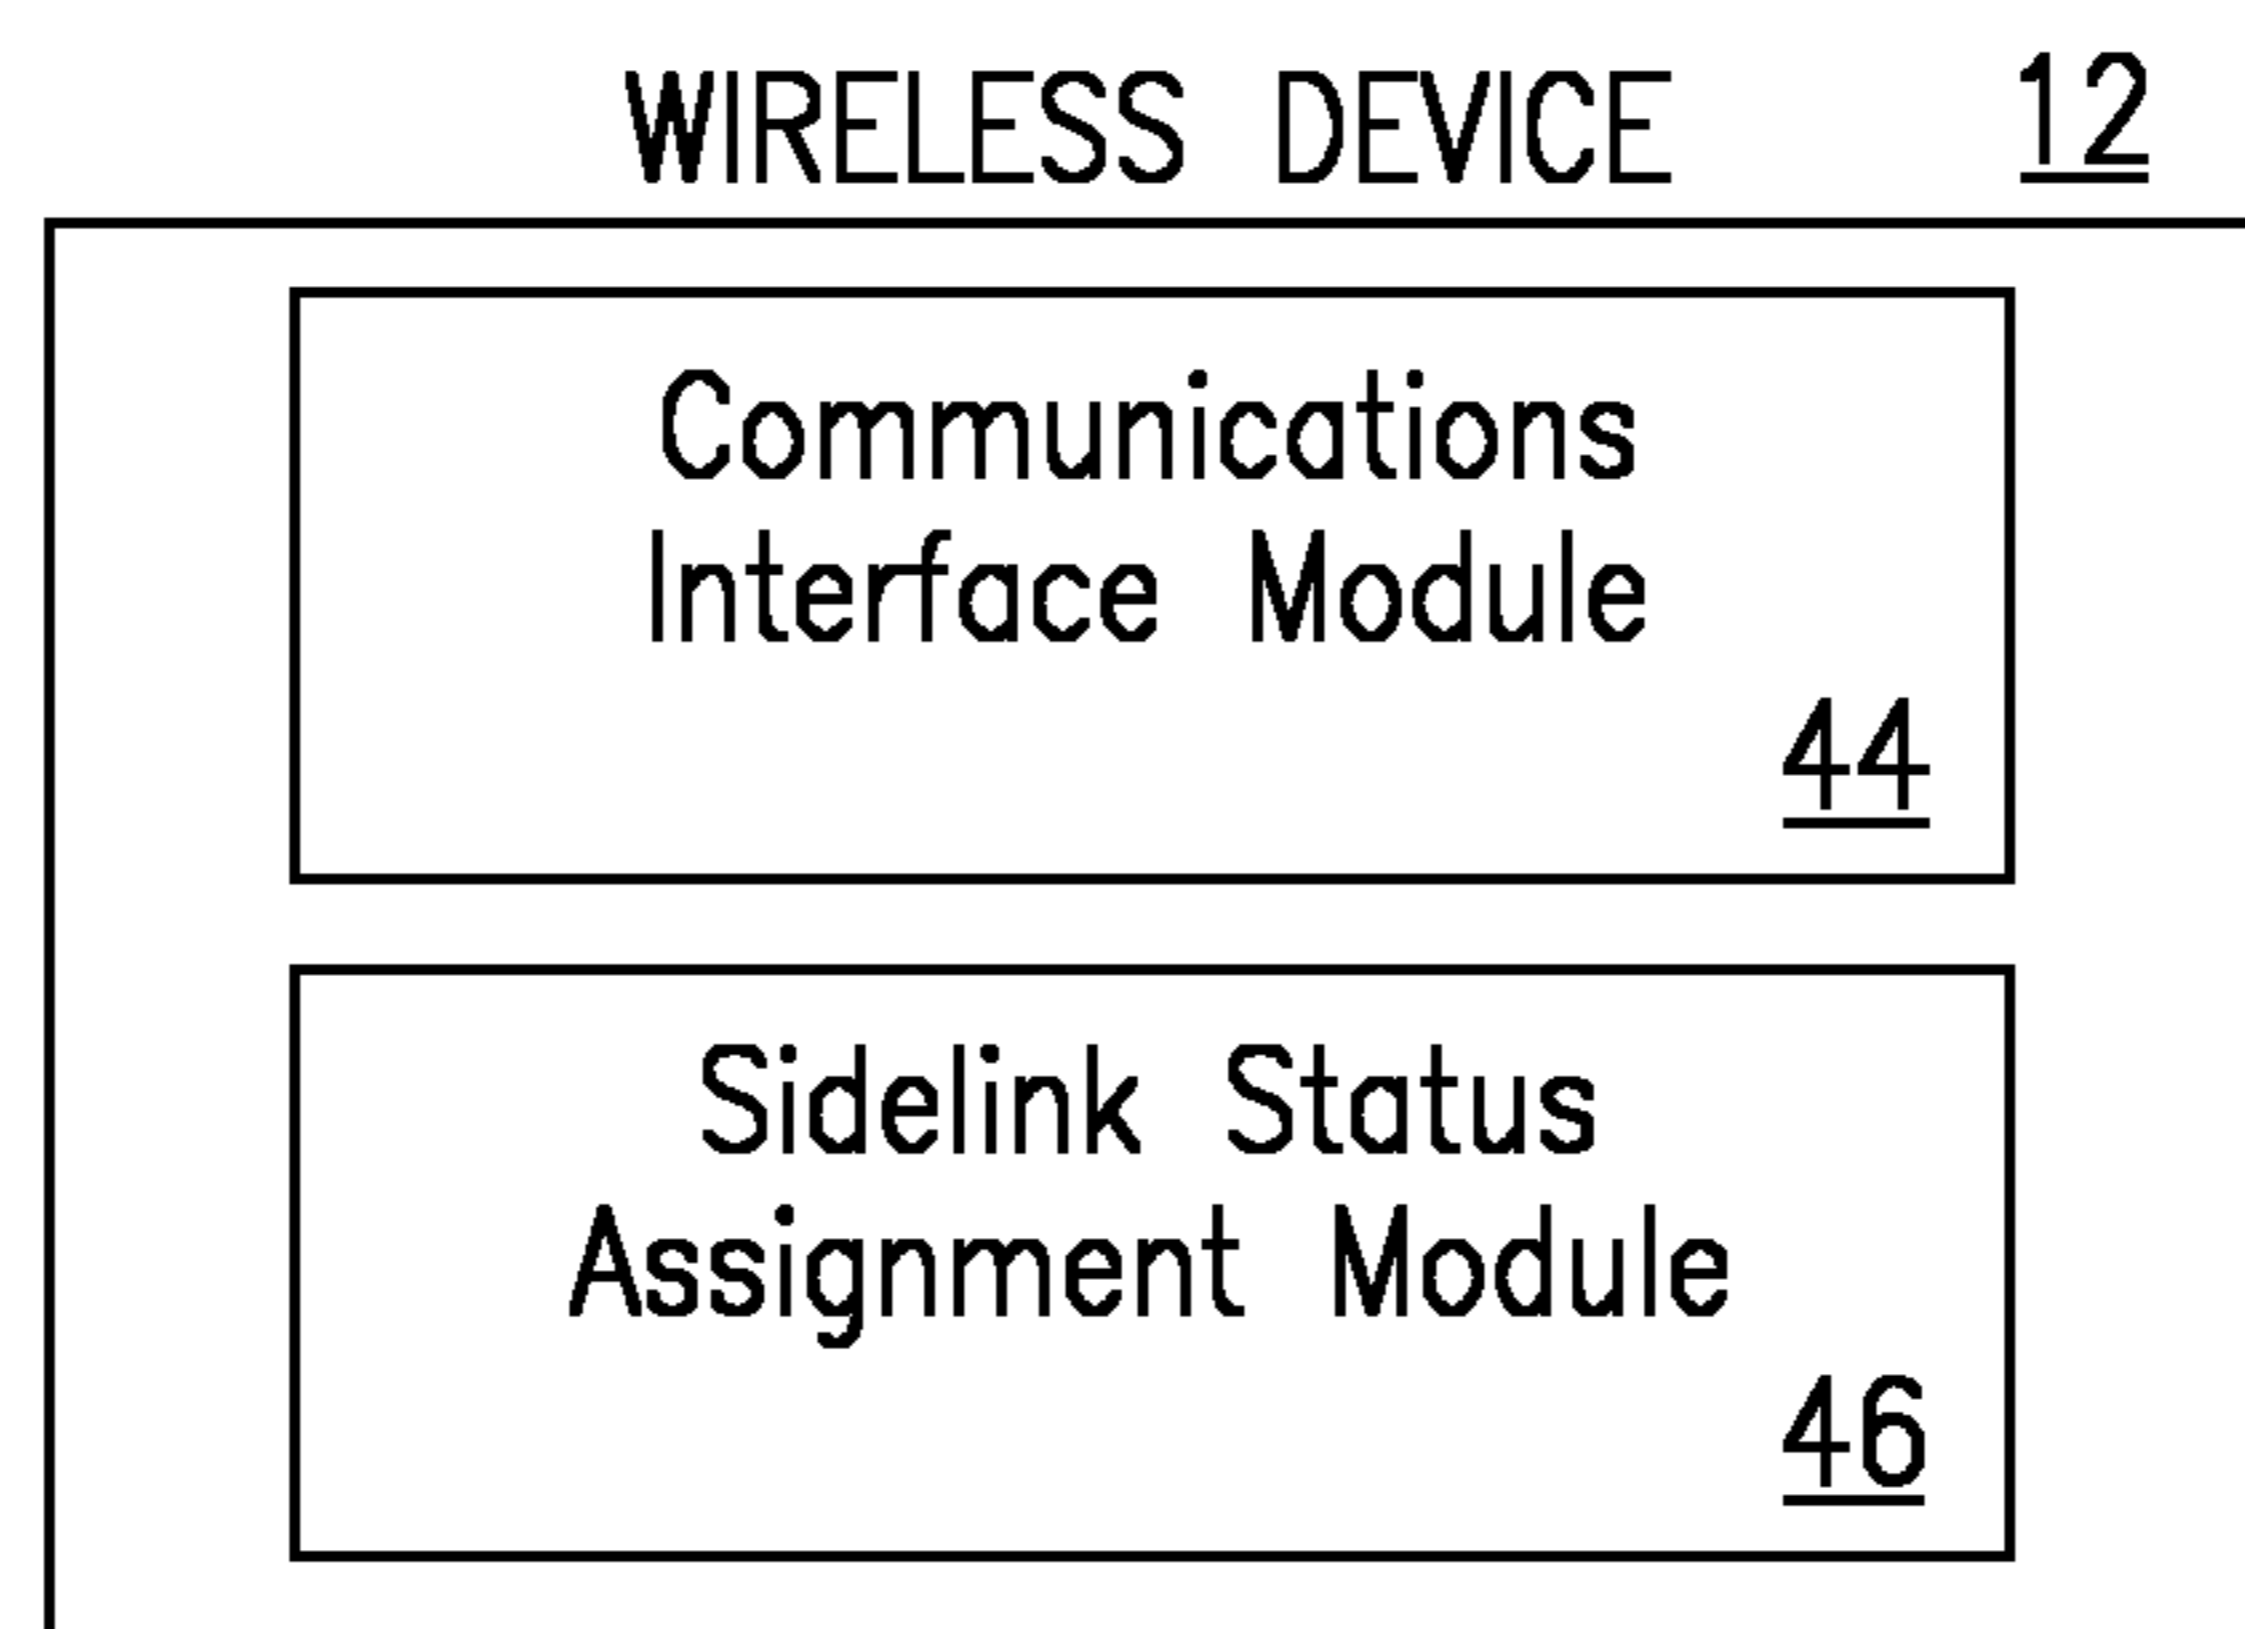 WIRELESS DEVICE 12
Communications
Interface Module
44
Sidelink Status
Assignment Module
46